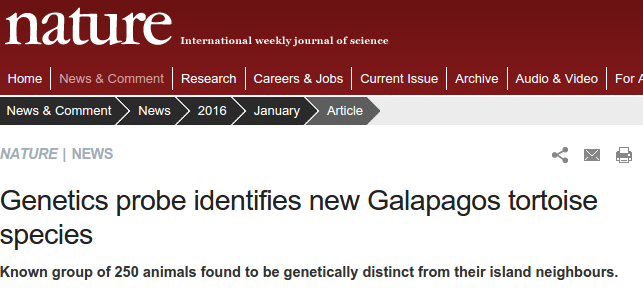 nature International weekly journal of science
Home News & Comment Research Careers & Jobs Current Issue Archive Audio & Video For A
News & Comment News 2016 January Article
NATURE | NEWS
Genetics probe identifies new Galapagos tortoise
species
Known group of 250 animals found to be genetically distinct from their island neighbours.